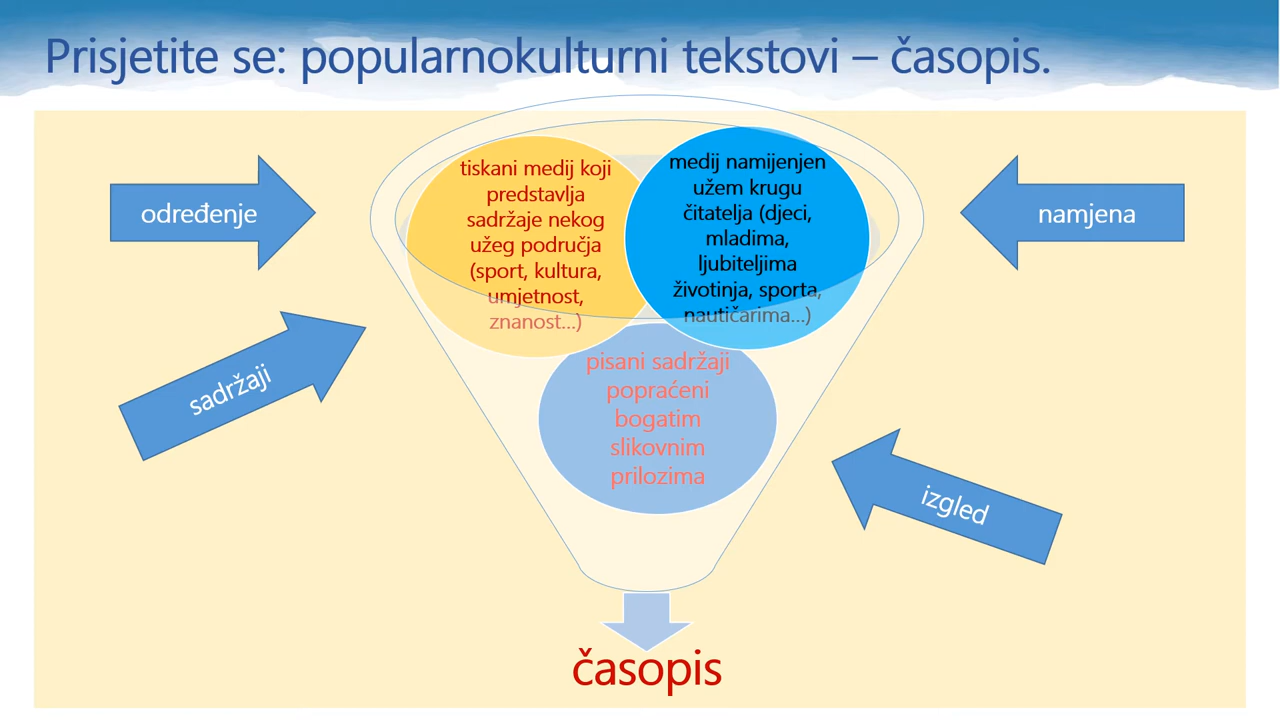 Prisjetite se: popularnokulturni tekstovi – časopis.
određenje
tiskani medij koji
predstavlja
sadržaje nekog
užeg područja
(sport, kultura,
umjetnost,
znanost...)
medij namijenjen
užem krugu
čitatelja (djeci,
mladima,
ljubiteljima
životinja, sporta,
nautičarima...)
namjena
sadržaji
pisani sadržaji
popraćeni
bogatim
slikovnim
prilozima
izgled
časopis